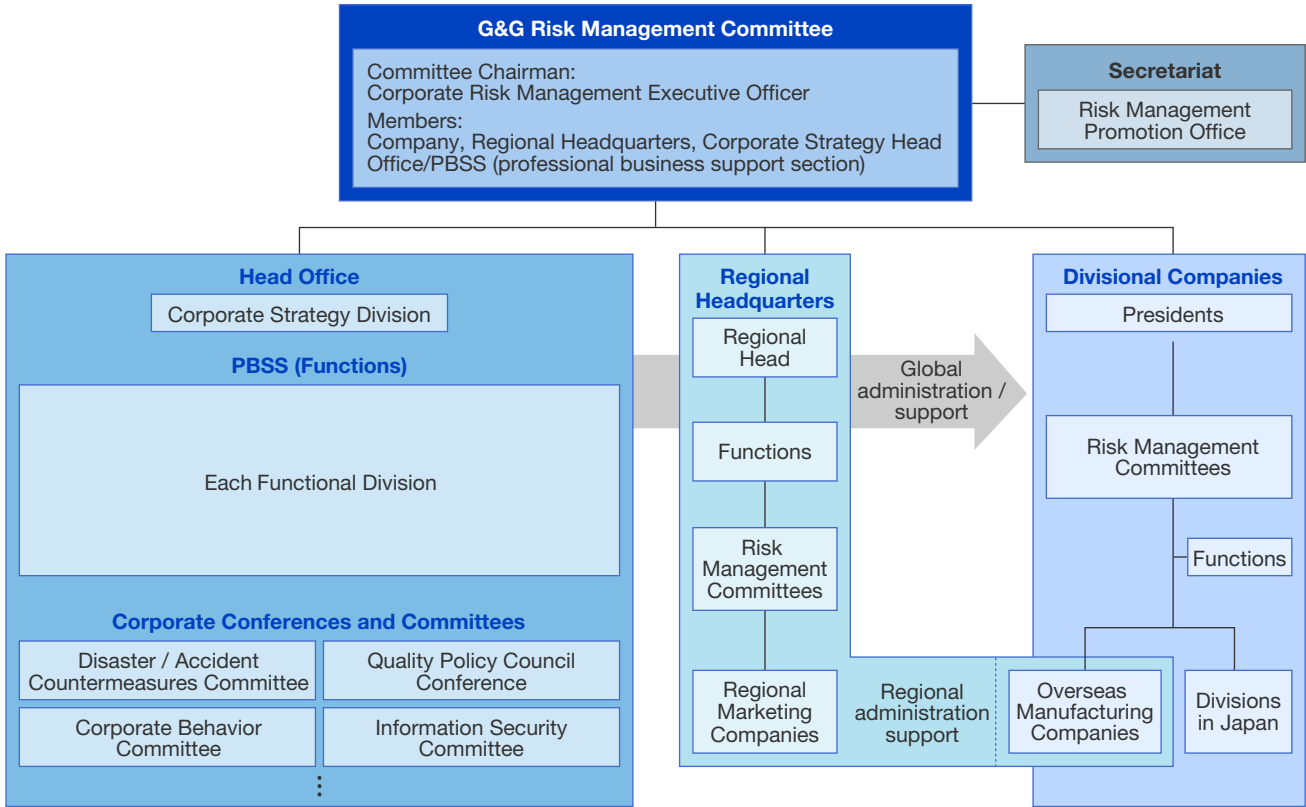 G&G Risk Management Committee
Committee Chairman:
Corporate Risk Management Executive Officer
Members:
Company, Regional Headquarters, Corporate Strategy Head
Office/PBSS (professional business support section)
Secretariat
Risk Management
Promotion Office
Head Office
Corporate Strategy Division
PBSS (Functions)
Each Functional Division
Corporate Conferences and Committees
Disaster / Accident
Countermeasures Committee
Quality Policy Council
Conference
Corporate Behavior
Committee
Information Security
Committee
⋮
Regional
Headquarters
Regional
Head
Functions
Risk
Management
Committees
Regional
Marketing
Companies
Global
administration /
support
Regional
administration
support
Divisional Companies
Presidents
Risk Management
Committees
Functions
Overseas
Manufacturing
Companies
Divisions
in Japan